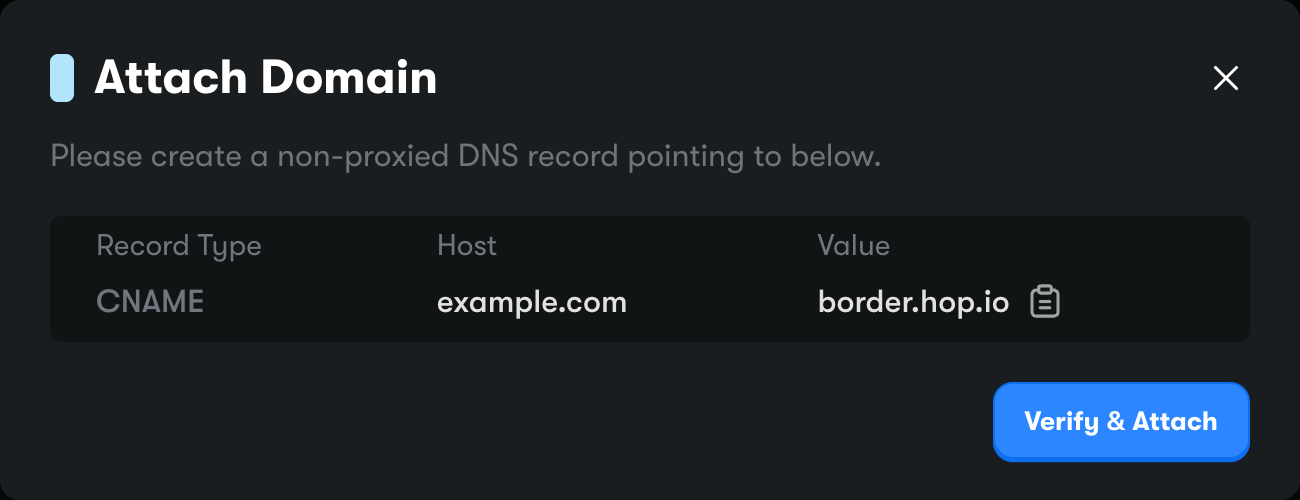 Attach Domain
Please create a non-proxied DNS record pointing to below.
Record Type Host Value
CNAME example.com border.hop.io
Verify & Attach